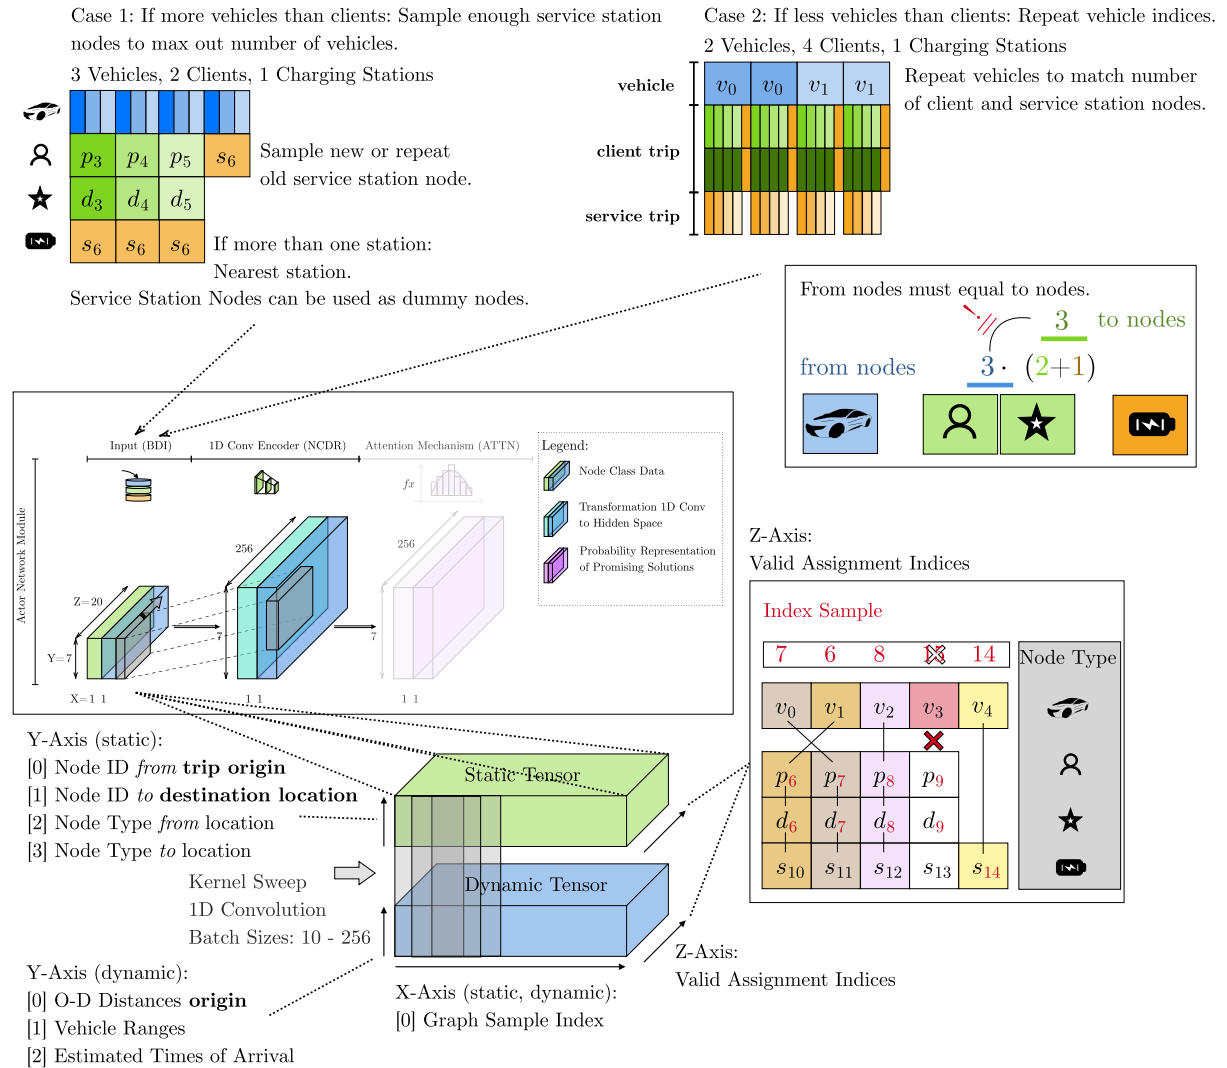 Case 1: If more vehicles than clients: Sample enough service station
nodes to max out number of vehicles.
3 Vehicles, 2 Clients, 1 Charging Stations
p3 p4 p5 s6
Sample new or repeat
old service station node.
d3 d4 d5
s6 s6 s6
If more than one station:
Nearest station.
Service Station Nodes can be used as dummy nodes.
Case 2: If less vehicles than clients: Repeat vehicle indices.
2 Vehicles, 4 Clients, 1 Charging Stations
vehicle
v0 v0 v1 v1
Repeat vehicles to match number
of client and service station nodes.
client trip
service trip
From nodes must equal to nodes.
!
3 to nodes
from nodes 3 · (2+1)
Input (BDI)
1D Conv Encoder (NCDR)
Attention Mechanism (ATTN)
Legend:
Node Class Data
Transformation 1D Conv
to Hidden Space
Probability Representation
of Promising Solutions
fx
Actor Network Module
Z=20
256
256
Y=7
7
7
X=1 1
1 1
1 1
Z-Axis:
Valid Assignment Indices
Index Sample
7 6 8 14
Node Type
v0 v1 v2 v3 v4
p6 p7 p8 p9
d6 d7 d8 d9
s10 s11 s12 s13 s14
Y-Axis (static):
[0] Node ID from trip origin
[1] Node ID to destination location
[2] Node Type from location
[3] Node Type to location
Static Tensor
Kernel Sweep
1D Convolution
Batch Sizes: 10 - 256
Dynamic Tensor
Y-Axis (dynamic):
[0] O-D Distances origin
[1] Vehicle Ranges
[2] Estimated Times of Arrival
X-Axis (static, dynamic):
[0] Graph Sample Index
Z-Axis:
Valid Assignment Indices